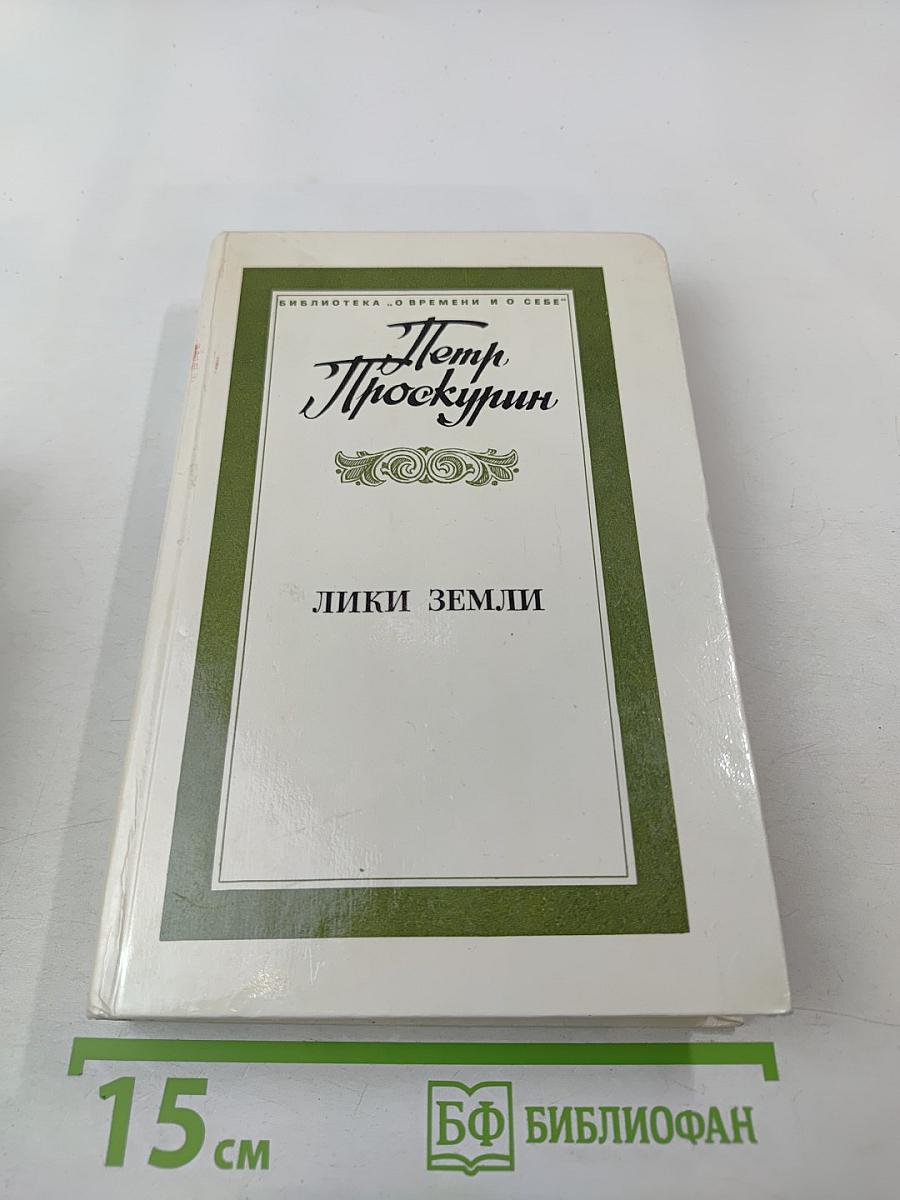 БИБЛИОТЕКА „О ВРЕМЕНИ И О СЕБЕ"
Петр
Проскурин
ЛИКИ ЗЕМЛИ
15 см
БФ БИБЛИОФАН